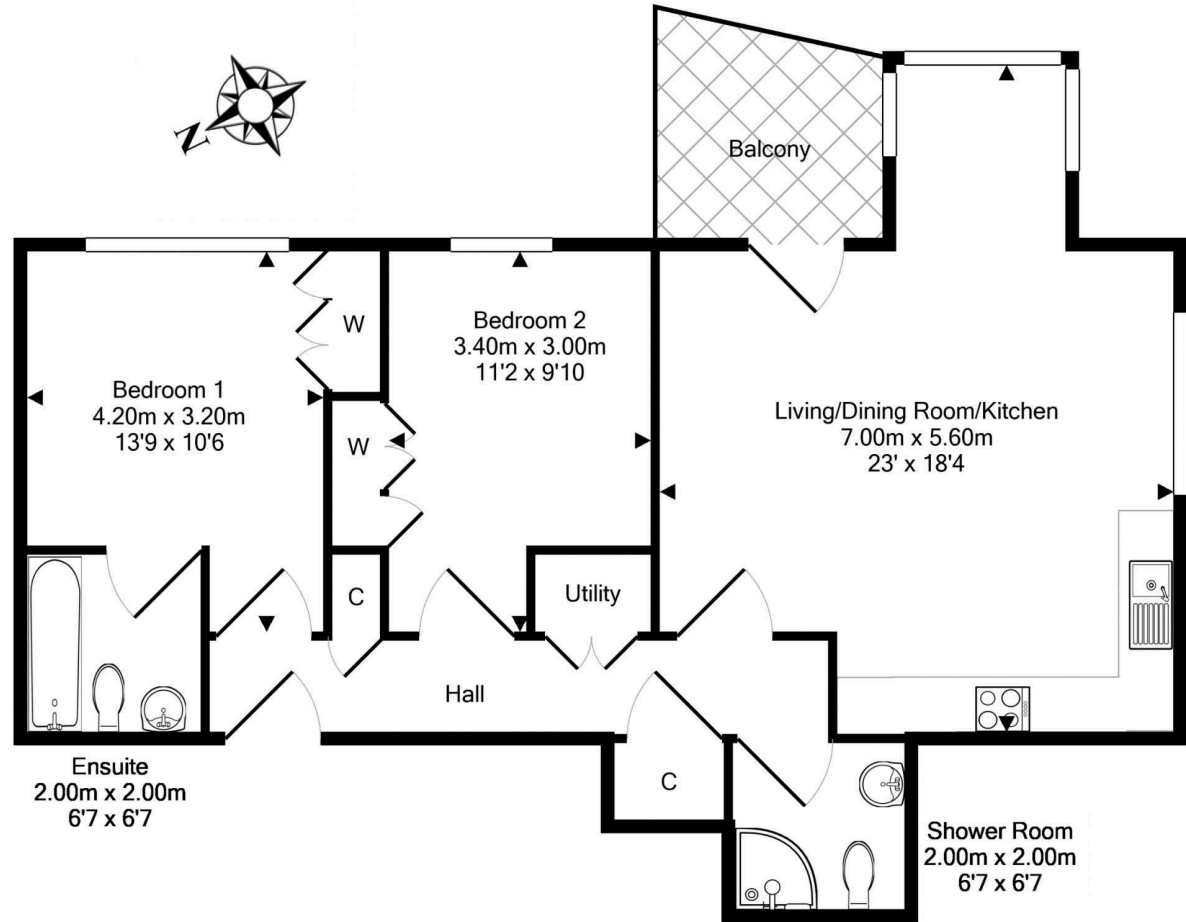 N
Balcony
Bedroom 1
4.20m x 3.20m
13'9 x 10'6
W
W
Bedroom 2
3.40m x 3.00m
11'2 x 9'10
Living/Dining Room/Kitchen
7.00m x 5.60m
23' x 18'4
C
Utility
Hall
Ensuite
2.00m x 2.00m
6'7 x 6'7
C
Shower Room
2.00m x 2.00m
6'7 x 6'7